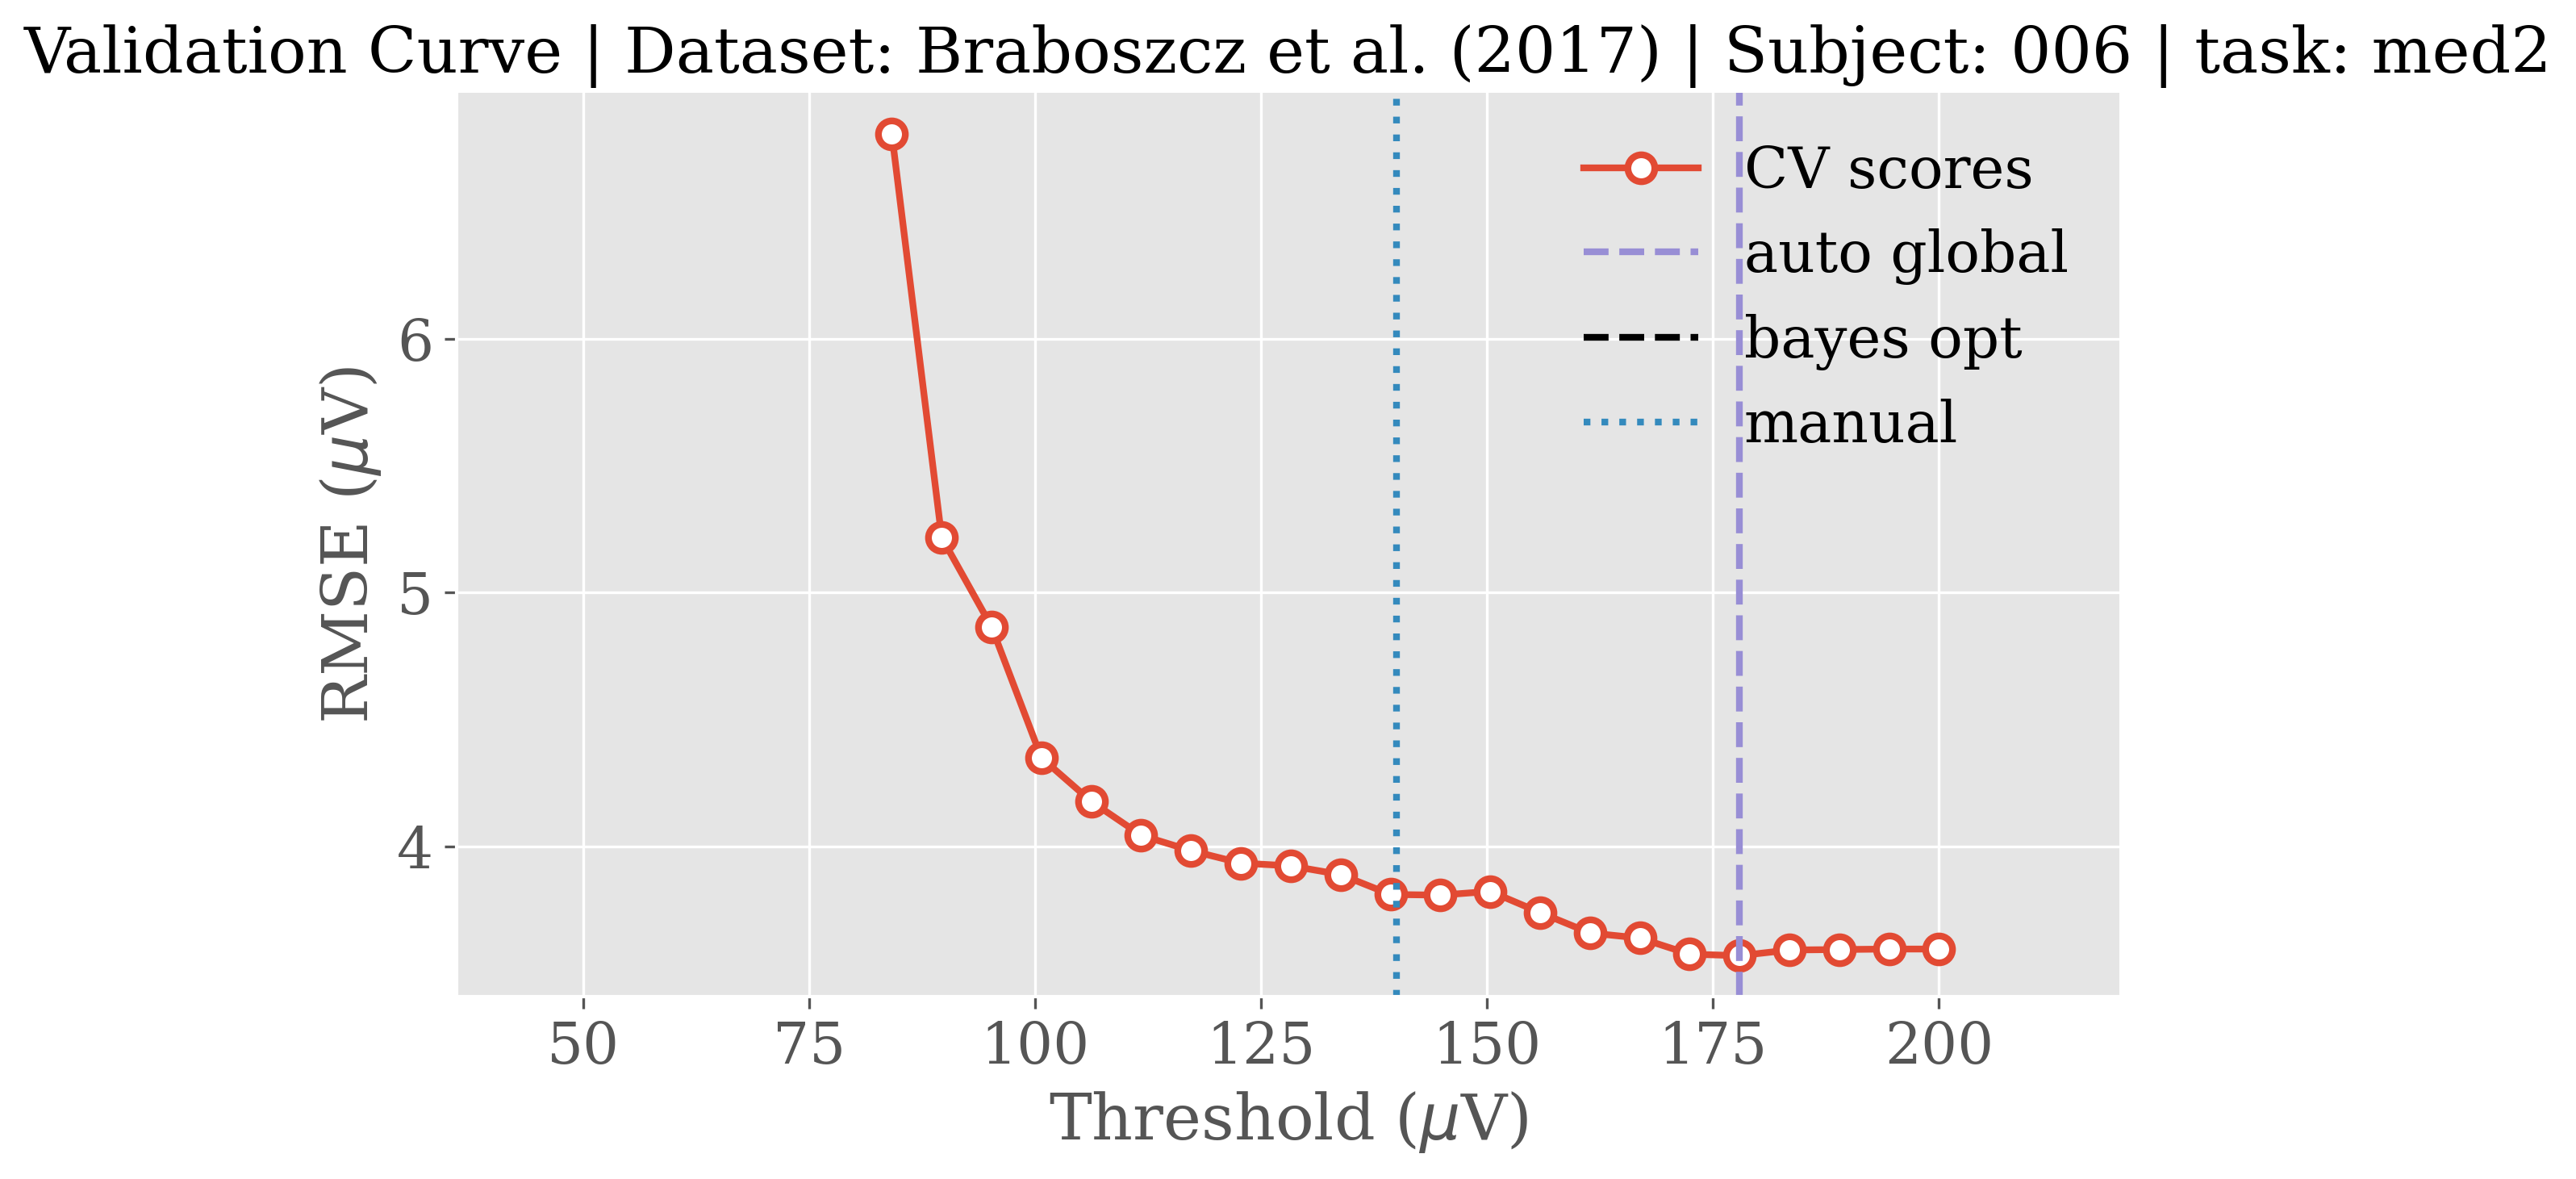 Validation Curve | Dataset: Braboszcz et al. (2017) | Subject: 006 | task: med2
CV scores
auto global
bayes opt
manual
RMSE (μV)
6
5
4
50 75 100 125 150 175 200
Threshold (μV)